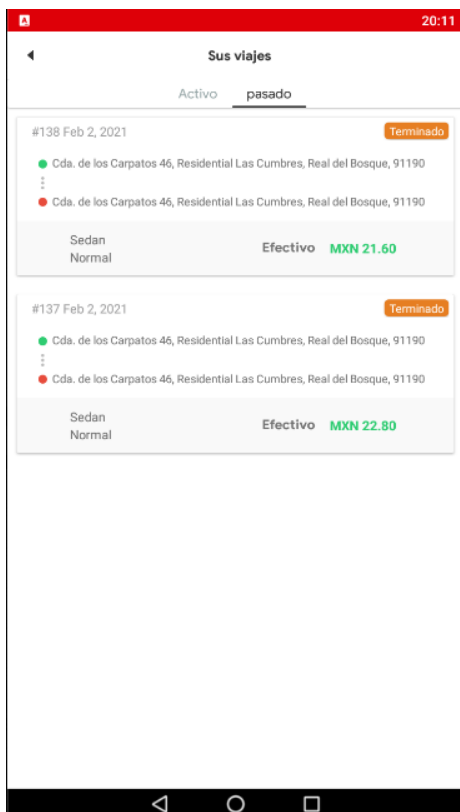 20:11
Sus viajes
Activo pasado
#138 Feb 2, 2021 Terminado
Cda. de los Carpatos 46, Residential Las Cumbres, Real del Bosque, 91190
Cda. de los Carpatos 46, Residential Las Cumbres, Real del Bosque, 91190
Sedan
Normal
Efectivo MXN 21.60
#137 Feb 2, 2021 Terminado
Cda. de los Carpatos 46, Residential Las Cumbres, Real del Bosque, 91190
Cda. de los Carpatos 46, Residential Las Cumbres, Real del Bosque, 91190
Sedan
Normal
Efectivo MXN 22.80